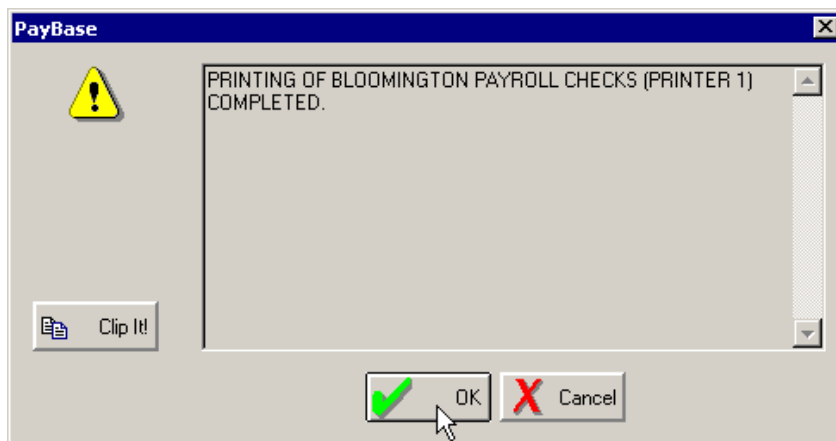 PayBase
PRINTING OF BLOOMINGTON PAYROLL CHECKS (PRINTER 1)
COMPLETED.
Clip It!
OK
Cancel